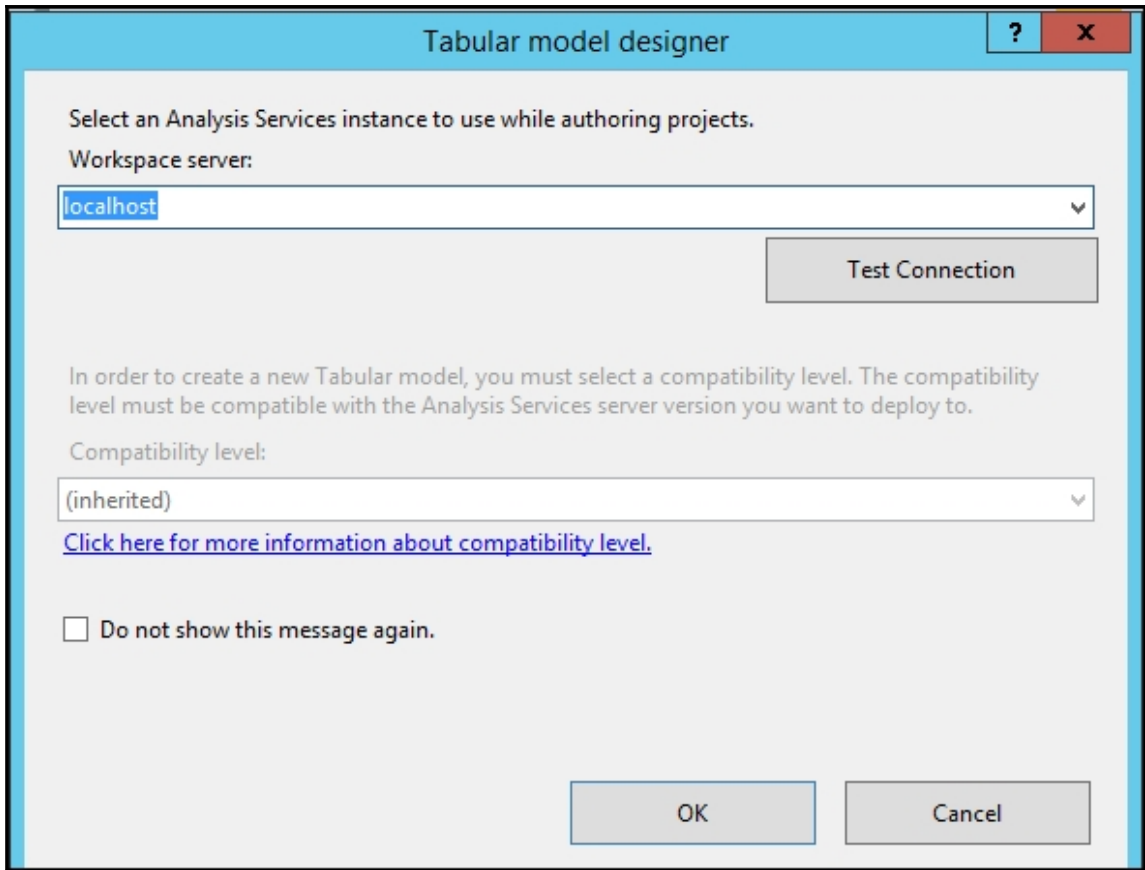 Tabular model designer
?
x
Select an Analysis Services instance to use while authoring projects.
Workspace server:
localhost
Test Connection
In order to create a new Tabular model, you must select a compatibility level. The compatibility
level must be compatible with the Analysis Services server version you want to deploy to.
Compatibility level:
(inherited)
Click here for more information about compatibility level.
Do not show this message again.
OK
Cancel